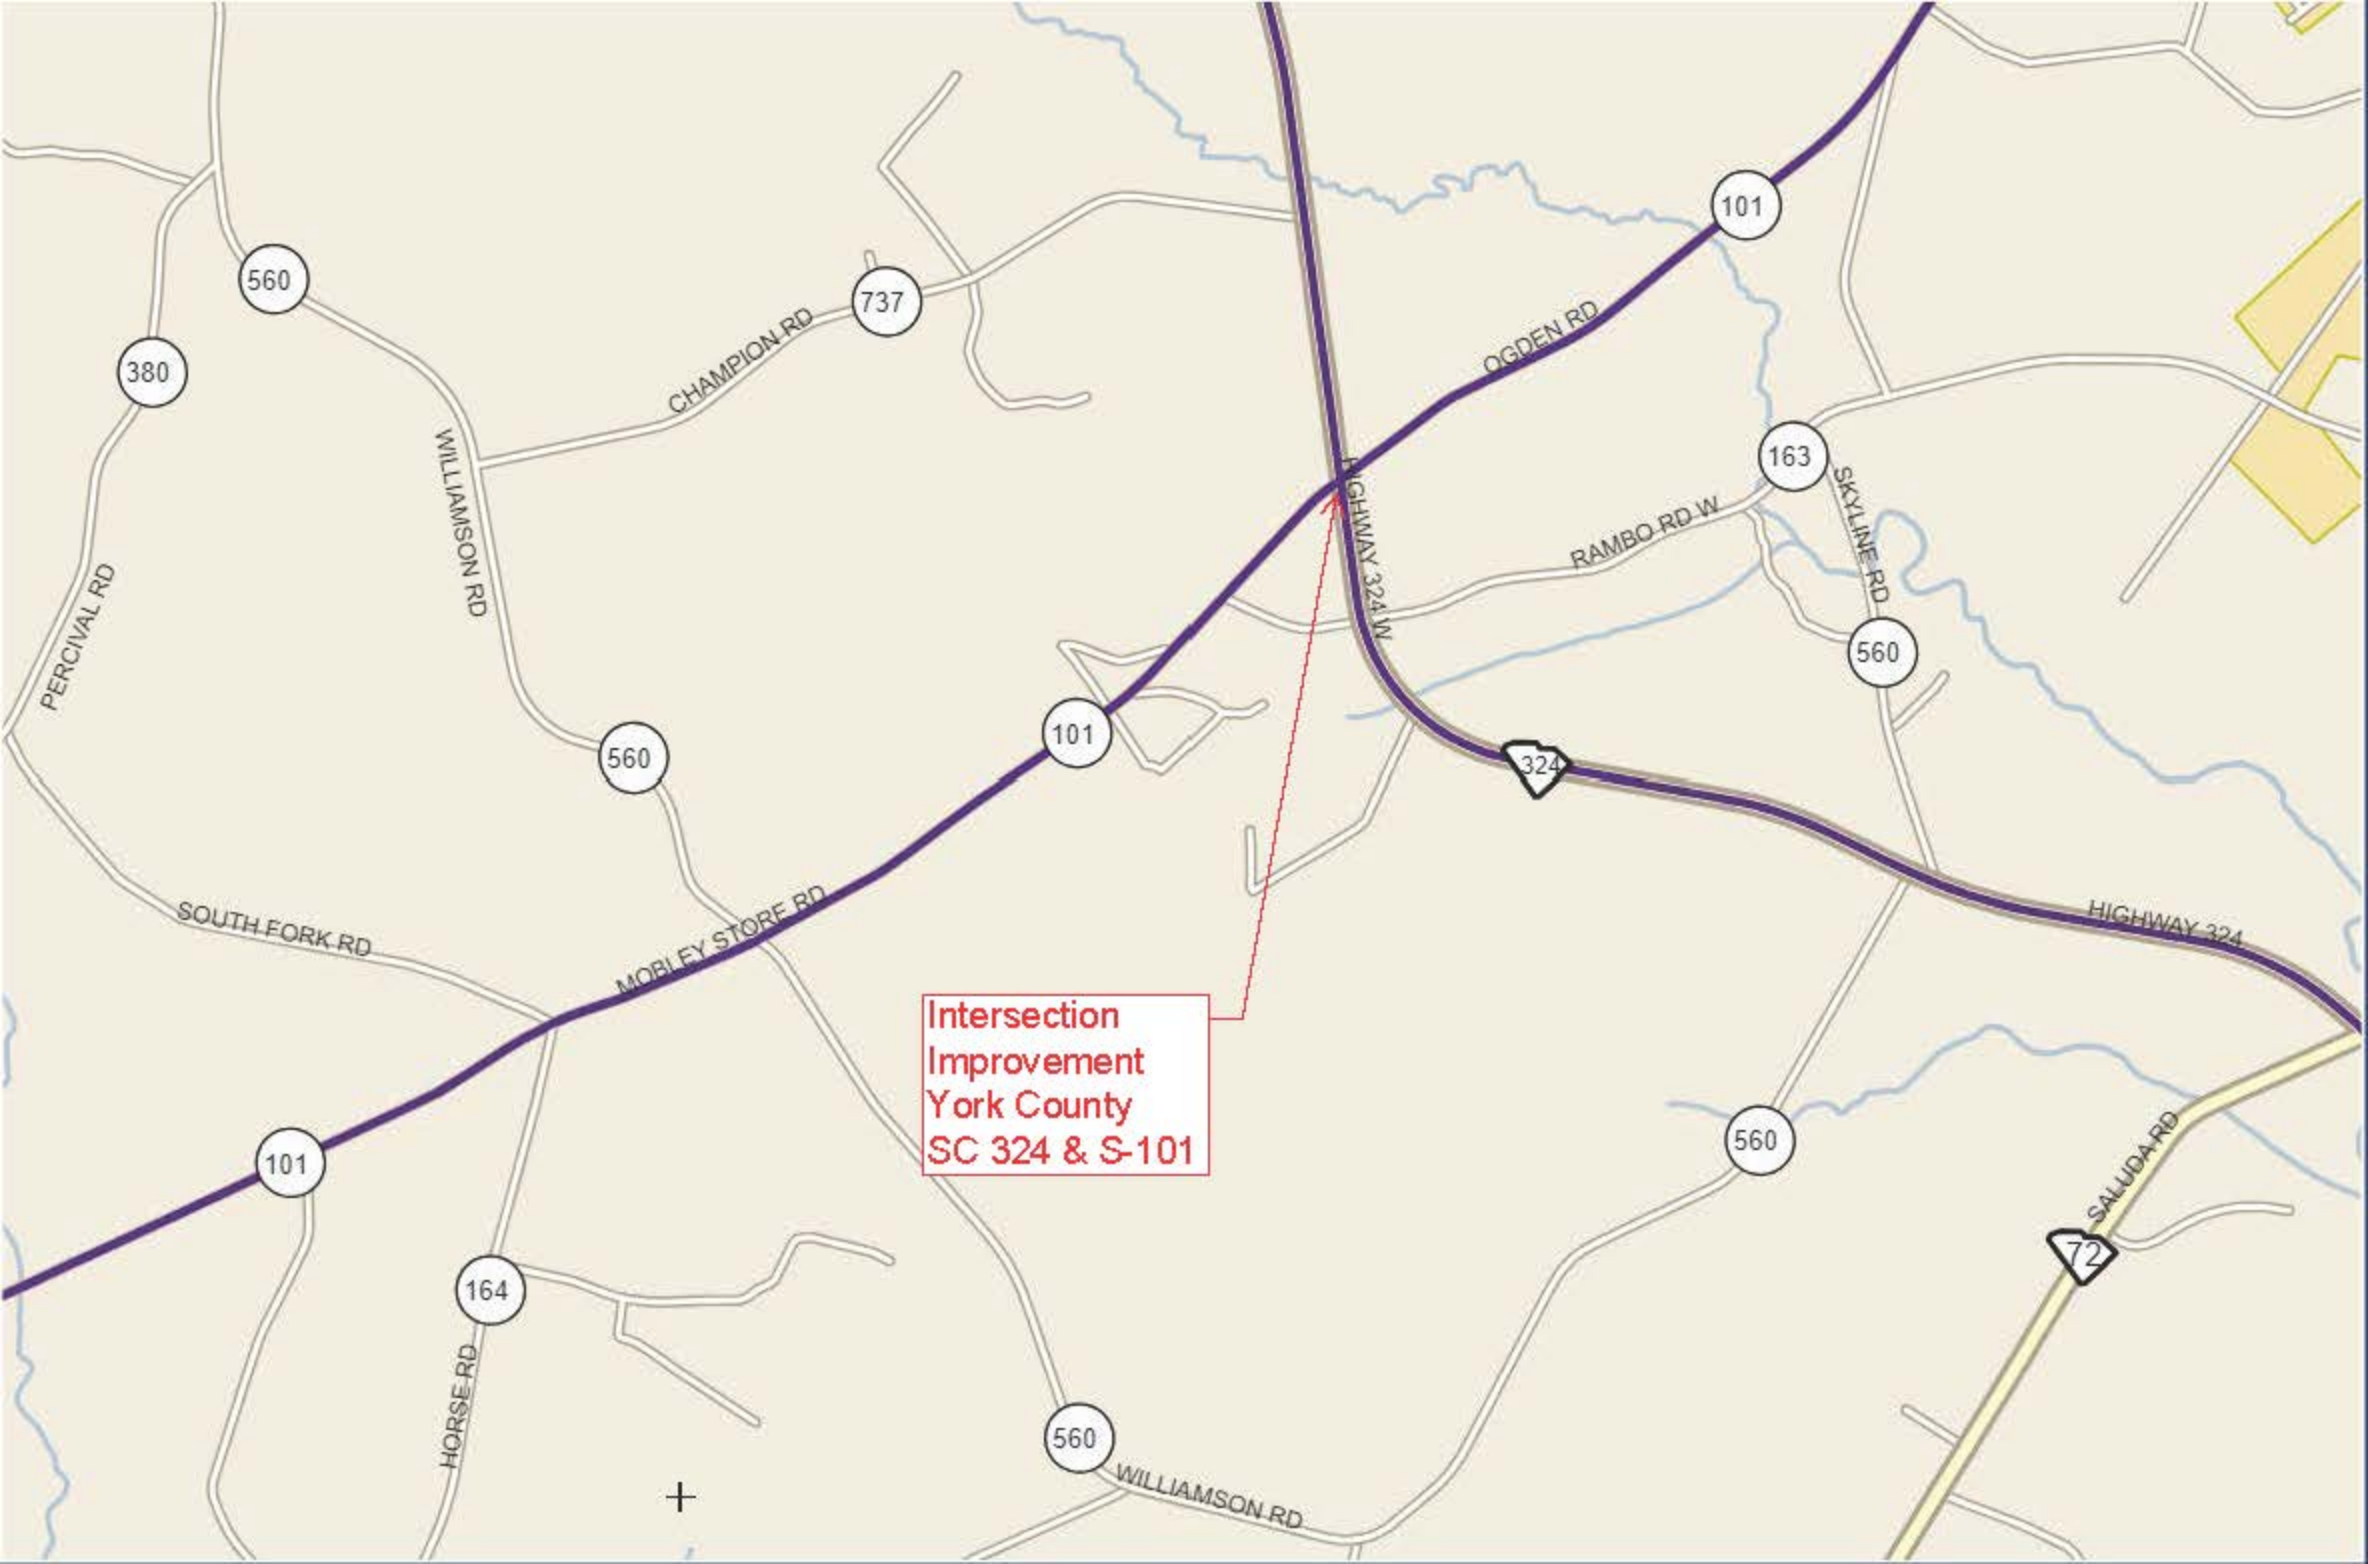 101
560
737
OGDEN RD
CHAMPION RD
380
163
WILLIAMSON RD
SKYLINE RD
HIGHWAY 324 W
RAMBO RD W
PERCIVAL RD
560
101
560
324
SOUTH FORK RD
MOBLEY STORE RD
HIGHWAY 324
Intersection
Improvement
York County
SC 324 & S-101
560
101
SALUDA RD
72
164
HORSE RD
560
WILLIAMSON RD